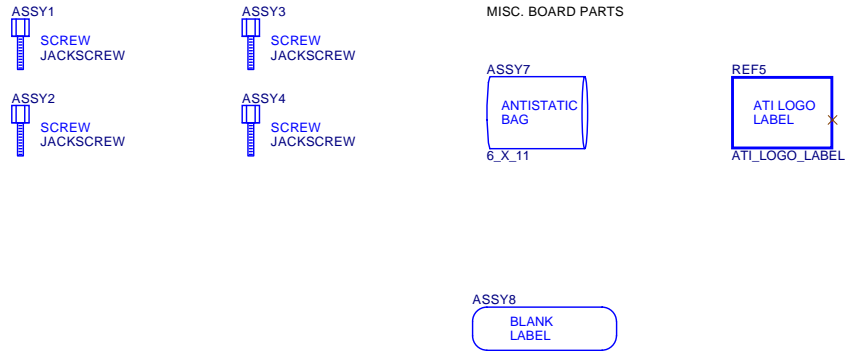 ASSY1
SCREW
JACKSCREW
ASSY3
SCREW
JACKSCREW
MISC. BOARD PARTS
ASSY2
SCREW
JACKSCREW
ASSY4
SCREW
JACKSCREW
ASSY7
ANTISTATIC
BAG
6_X_11
REF5
ATI LOGO
LABEL
ATI_LOGO_LABEL
ASSY8
BLANK
LABEL